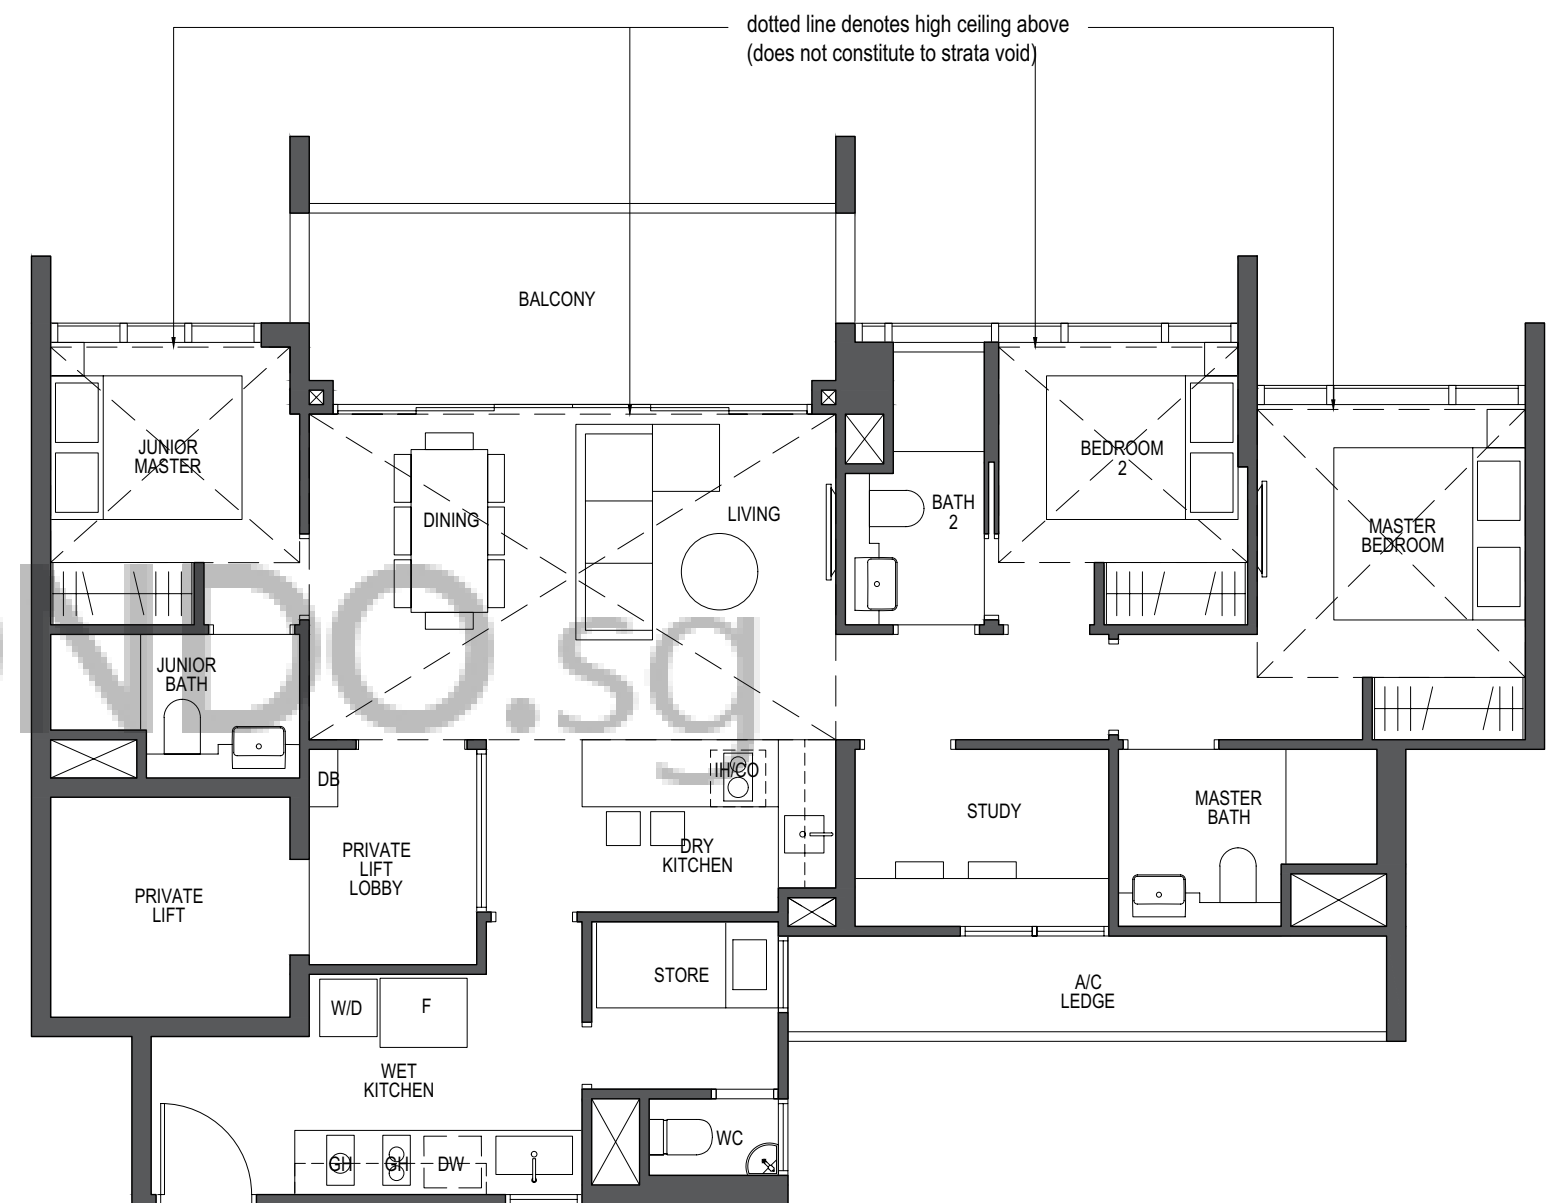 dotted line denotes high ceiling above
(does not constitute to strata void)
BALCONY
JUNIOR
MASTER
DINING
LIVING
BATH
2
BEDROOM
2
MASTER
BEDROOM
NDO.sg
JUNIOR
BATH
DB
IH/CO
PRIVATE
LIFT
LOBBY
DRY
KITCHEN
STUDY
MASTER
BATH
PRIVATE
LIFT
STORE
A/C
LEDGE
W/D
F
WET
KITCHEN
WC
GH
GH
DW